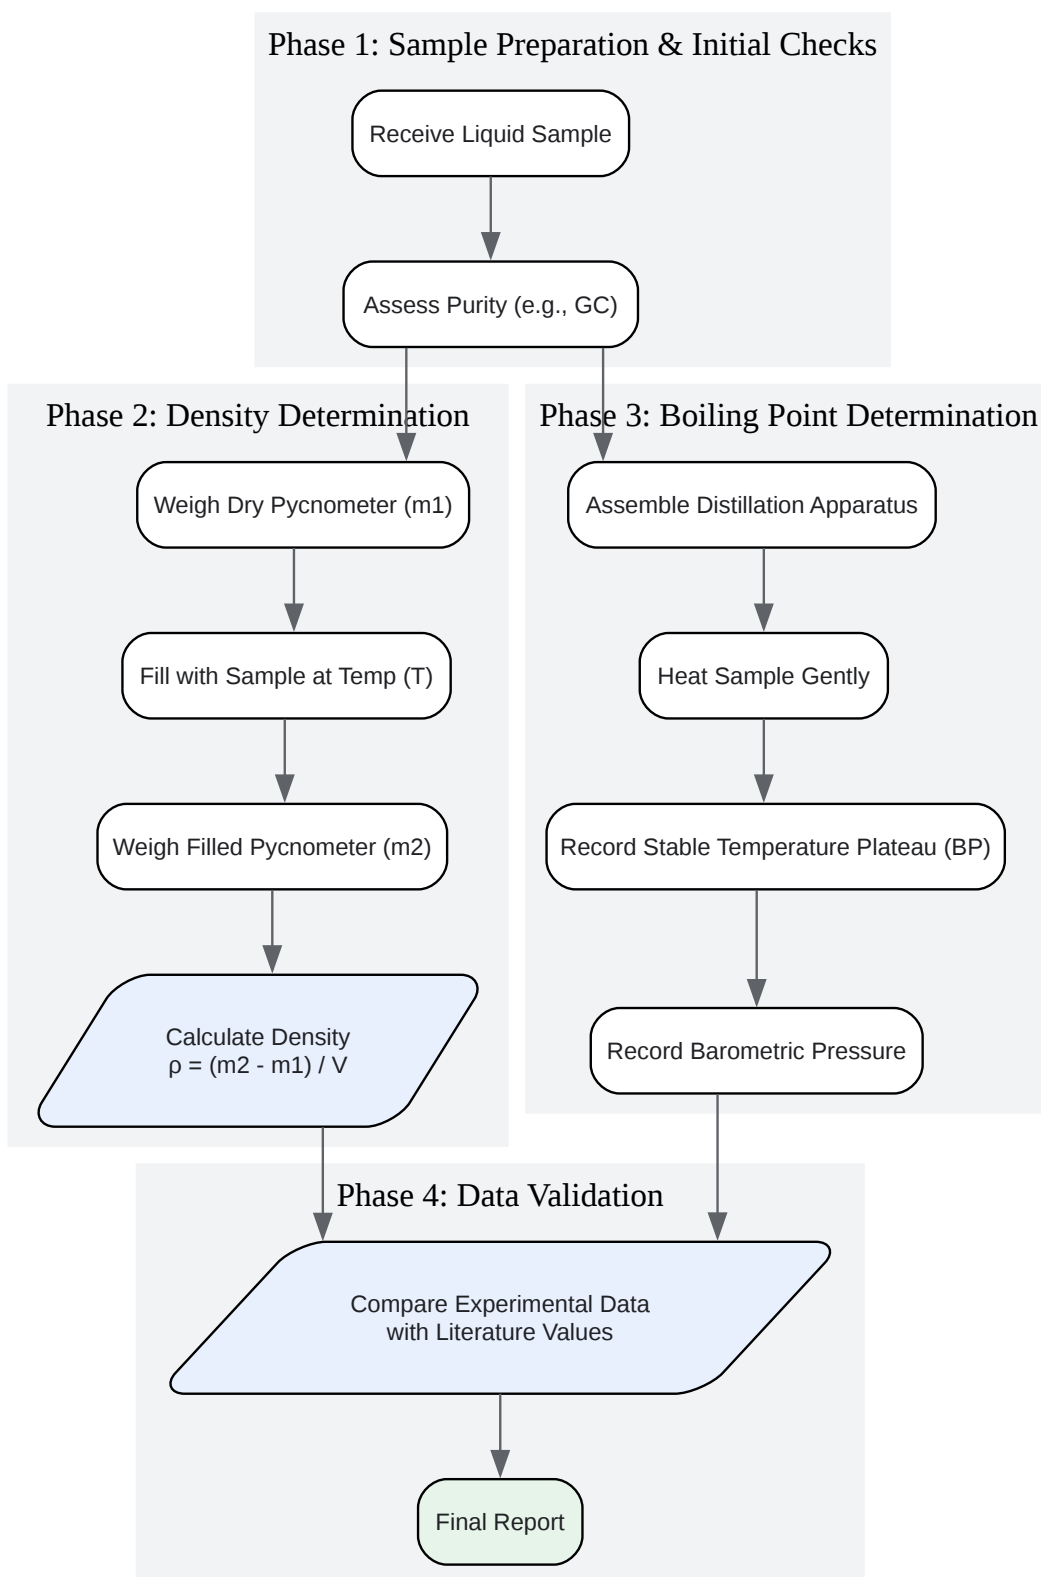 Phase 1: Sample Preparation & Initial Checks
Receive Liquid Sample
Assess Purity (e.g., GC)
Phase 2: Density Determination
Weigh Dry Pycnometer (m1)
Fill with Sample at Temp (T)
Weigh Filled Pycnometer (m2)
Calculate Density
ρ = (m2 - m1) / V
Phase 3: Boiling Point Determination
Assemble Distillation Apparatus
Heat Sample Gently
Record Stable Temperature Plateau (BP)
Record Barometric Pressure
Phase 4: Data Validation
Compare Experimental Data
with Literature Values
Final Report